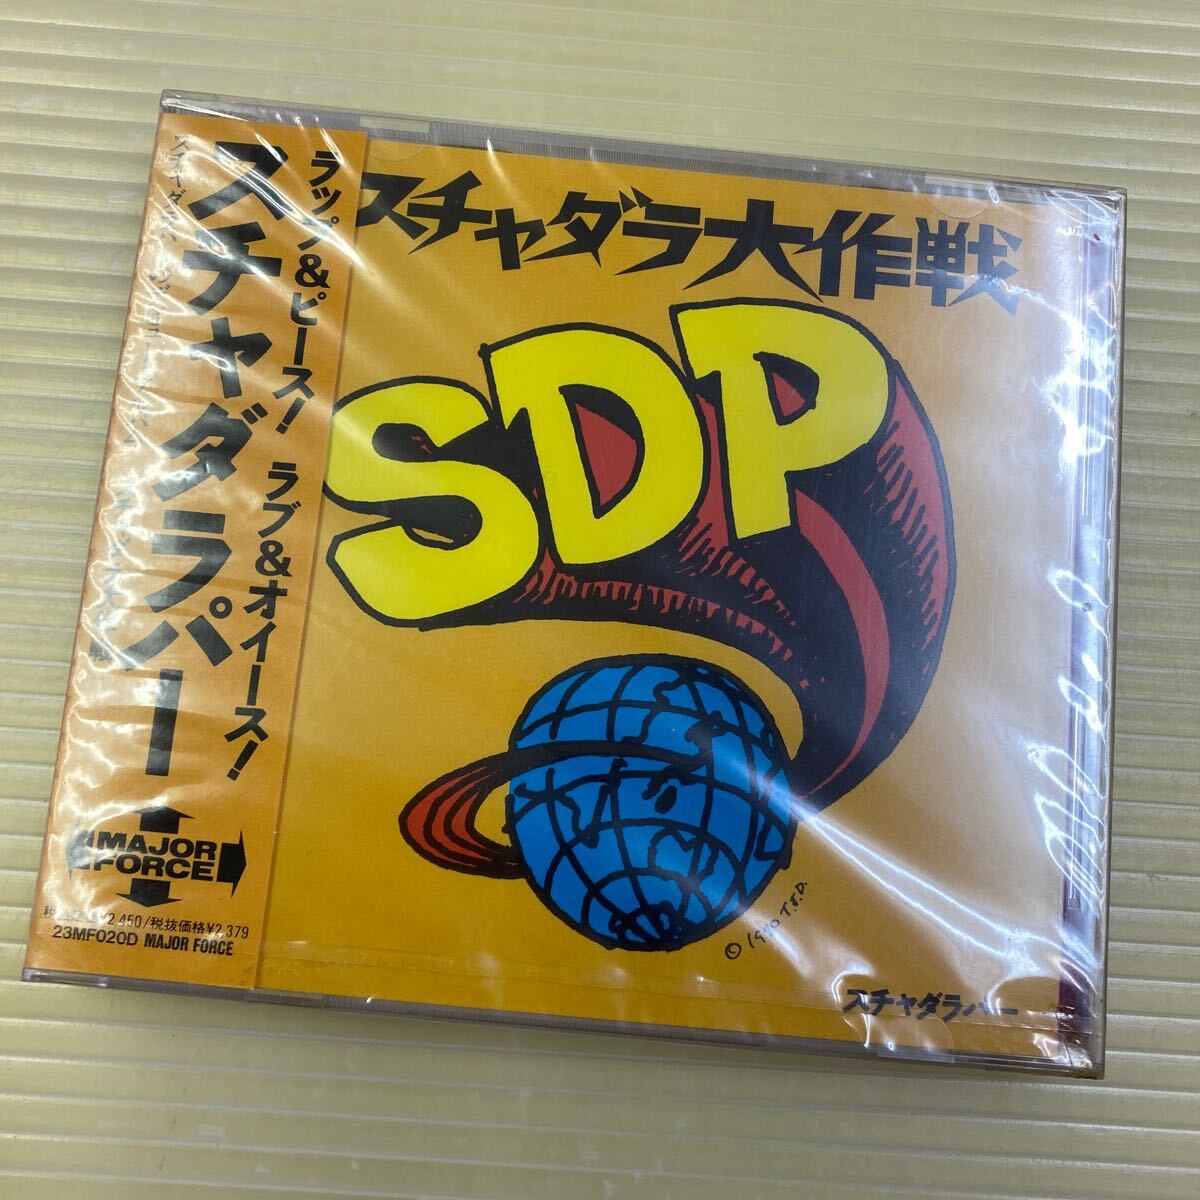 スチャダラ大作戦
SDP
© 1990 T.T.D.
スチャダラパー
ラップ&ピース! ラブ&オイース!
スチャダラパー
MAJOR
FORCE
¥2,450/税抜価格¥2,379
23MF020D MAJOR FORCE